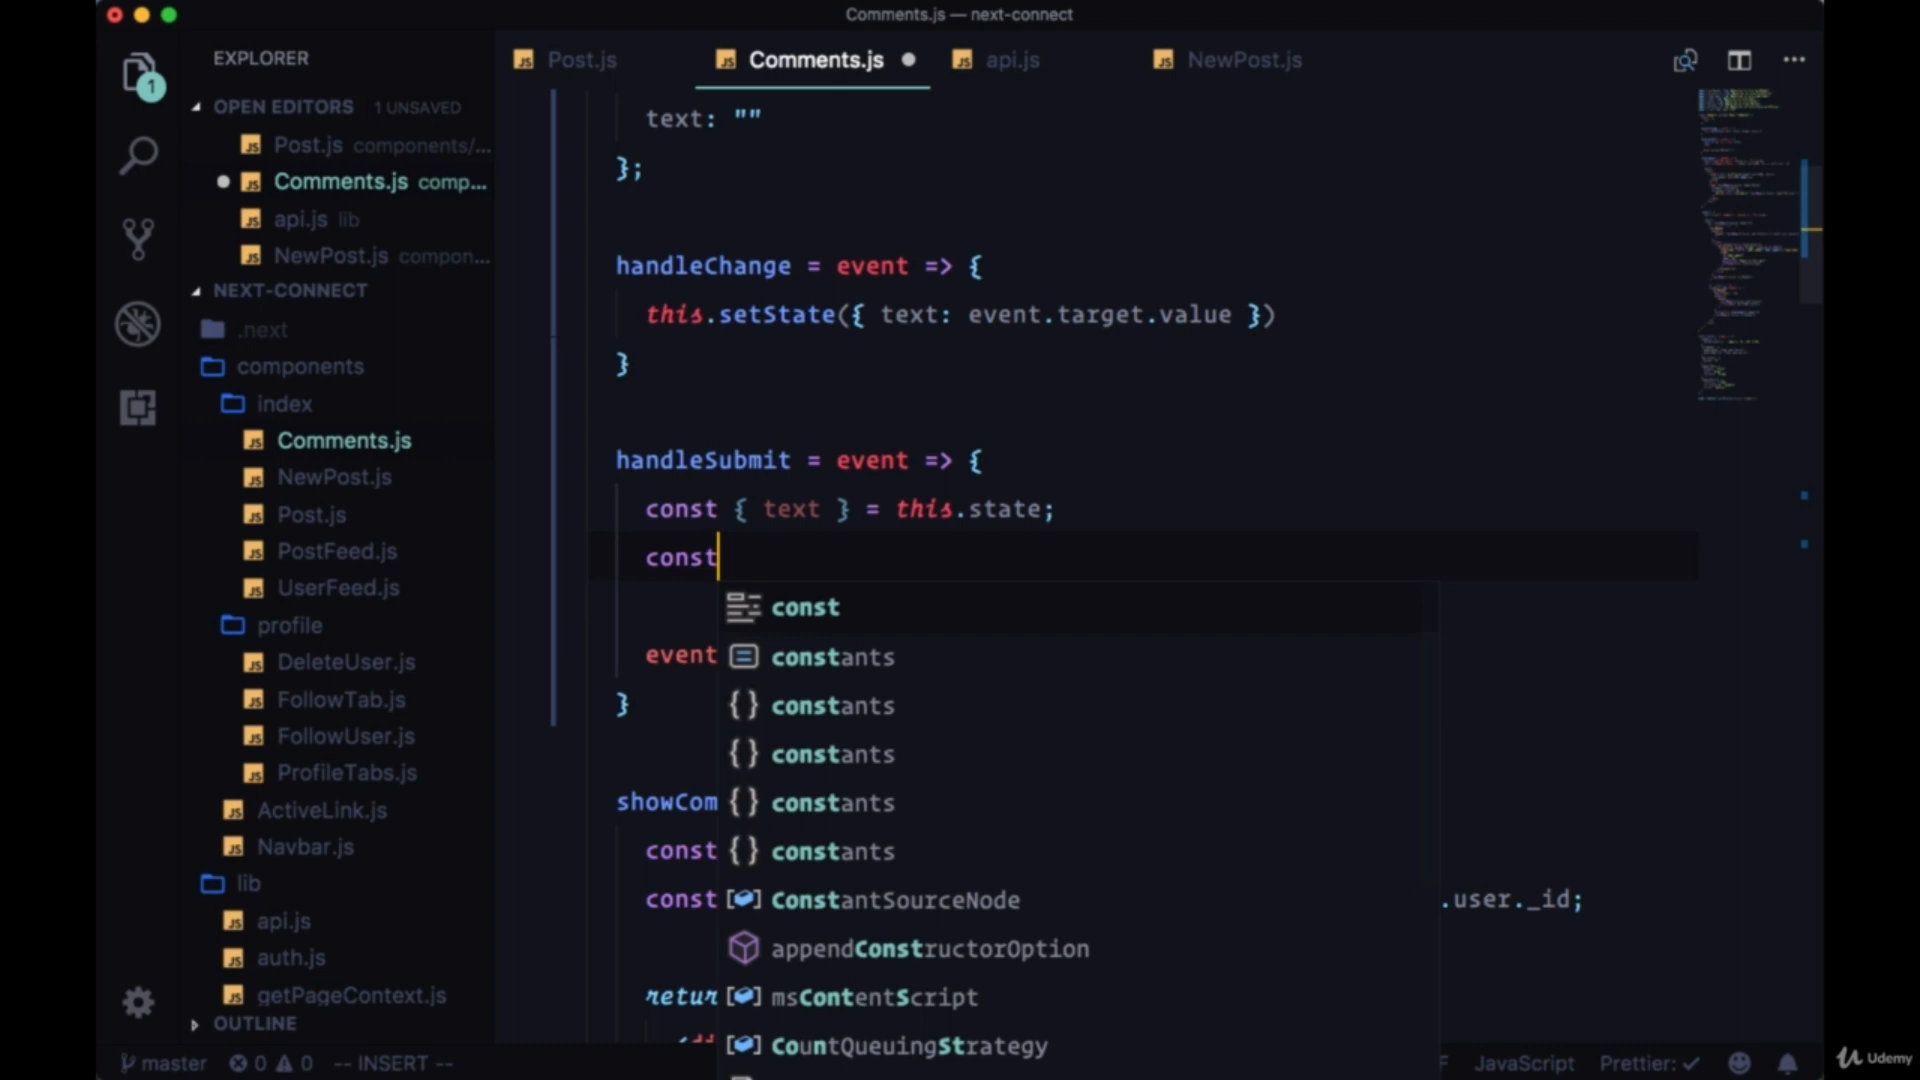 Comments.js — next-connect
EXPLORER
OPEN EDITORS 1 UNSAVED
Post.js components/...
Comments.js comp...
api.js lib
NewPost.js compon...
NEXT-CONNECT
.next
components
index
Comments.js
NewPost.js
Post.js
PostFeed.js
UserFeed.js
profile
DeleteUser.js
FollowTab.js
FollowUser.js
ProfileTabs.js
ActiveLink.js
Navbar.js
lib
api.js
auth.js
getPageContext.js
OUTLINE
Post.js Comments.js api.js NewPost.js
text: ""
};
handleChange = event => {
this.setState({ text: event.target.value })
}
handleSubmit = event => {
const { text } = this.state;
const
event
}
showCom
const
const .user._id;
retur
const
constants
constants
constants
constants
constants
ConstantSourceNode
appendConstructorOption
msContentScript
CountQueuingStrategy
master 0 0 -- INSERT -- JavaScript Prettier: ✓
Udemy
1